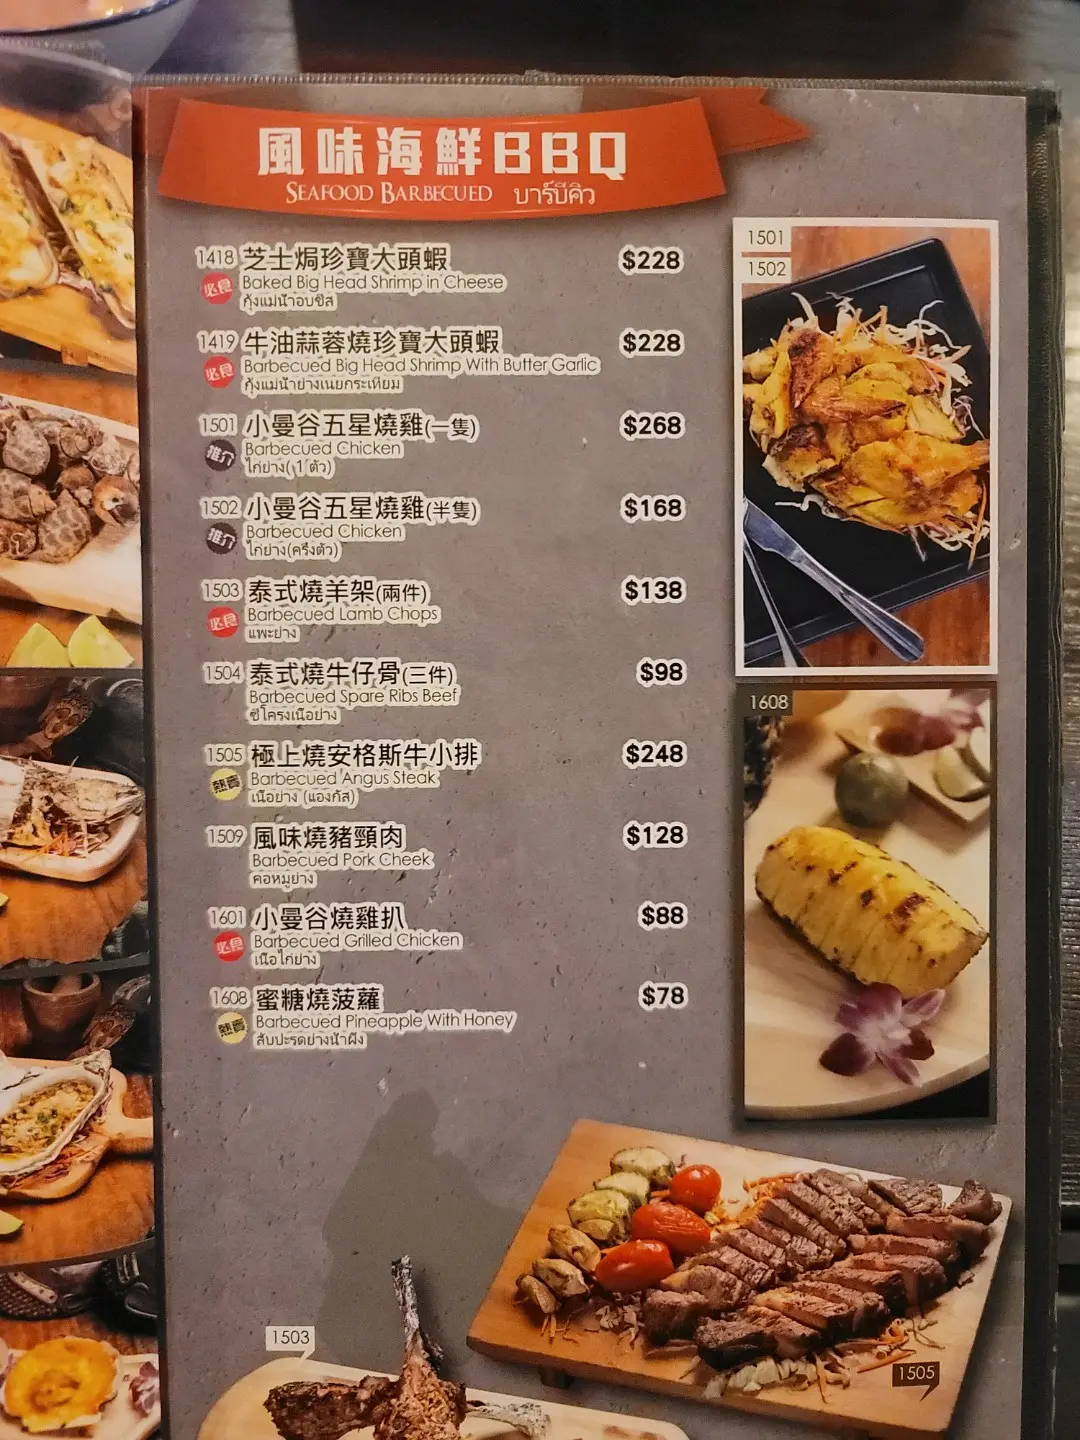 風味海鮮BBQ
SEAFOOD BARBECUED บาร์บีคิว
1418 芝士焗珍寶大頭蝦 $228
必食 Baked Big Head Shrimp in Cheese
กุ้งแม่น้ำอบชีส
1419 牛油蒜蓉燒珍寶大頭蝦 $228
必食 Barbecued Big Head Shrimp With Butter Garlic
กุ้งแม่น้ำย่างเนยกระเทียม
1501 小曼谷五星燒雞(一隻) $268
推介 Barbecued Chicken
ไก่ย่าง(1 ตัว)
1502 小曼谷五星燒雞(半隻) $168
推介 Barbecued Chicken
ไก่ย่าง(ครึ่งตัว)
1503 泰式燒羊架(兩件) $138
必食 Barbecued Lamb Chops
แพะย่าง
1504 泰式燒牛仔骨(三件) $98
Barbecued Spare Ribs Beef
ซี่โครงเนื้อย่าง
1505 極上燒安格斯牛小排 $248
熱賣 Barbecued Angus Steak
เนื้อย่าง (แองกัส)
1509 風味燒豬頸肉 $128
Barbecued Pork Cheek
คอหมูย่าง
1601 小曼谷燒雞扒 $88
必食 Barbecued Grilled Chicken
เนื้อไก่ย่าง
1608 蜜糖燒菠蘿 $78
熱賣 Barbecued Pineapple With Honey
สับปะรดย่างน้ำผึ้ง
1501
1502
1608
1503
1505